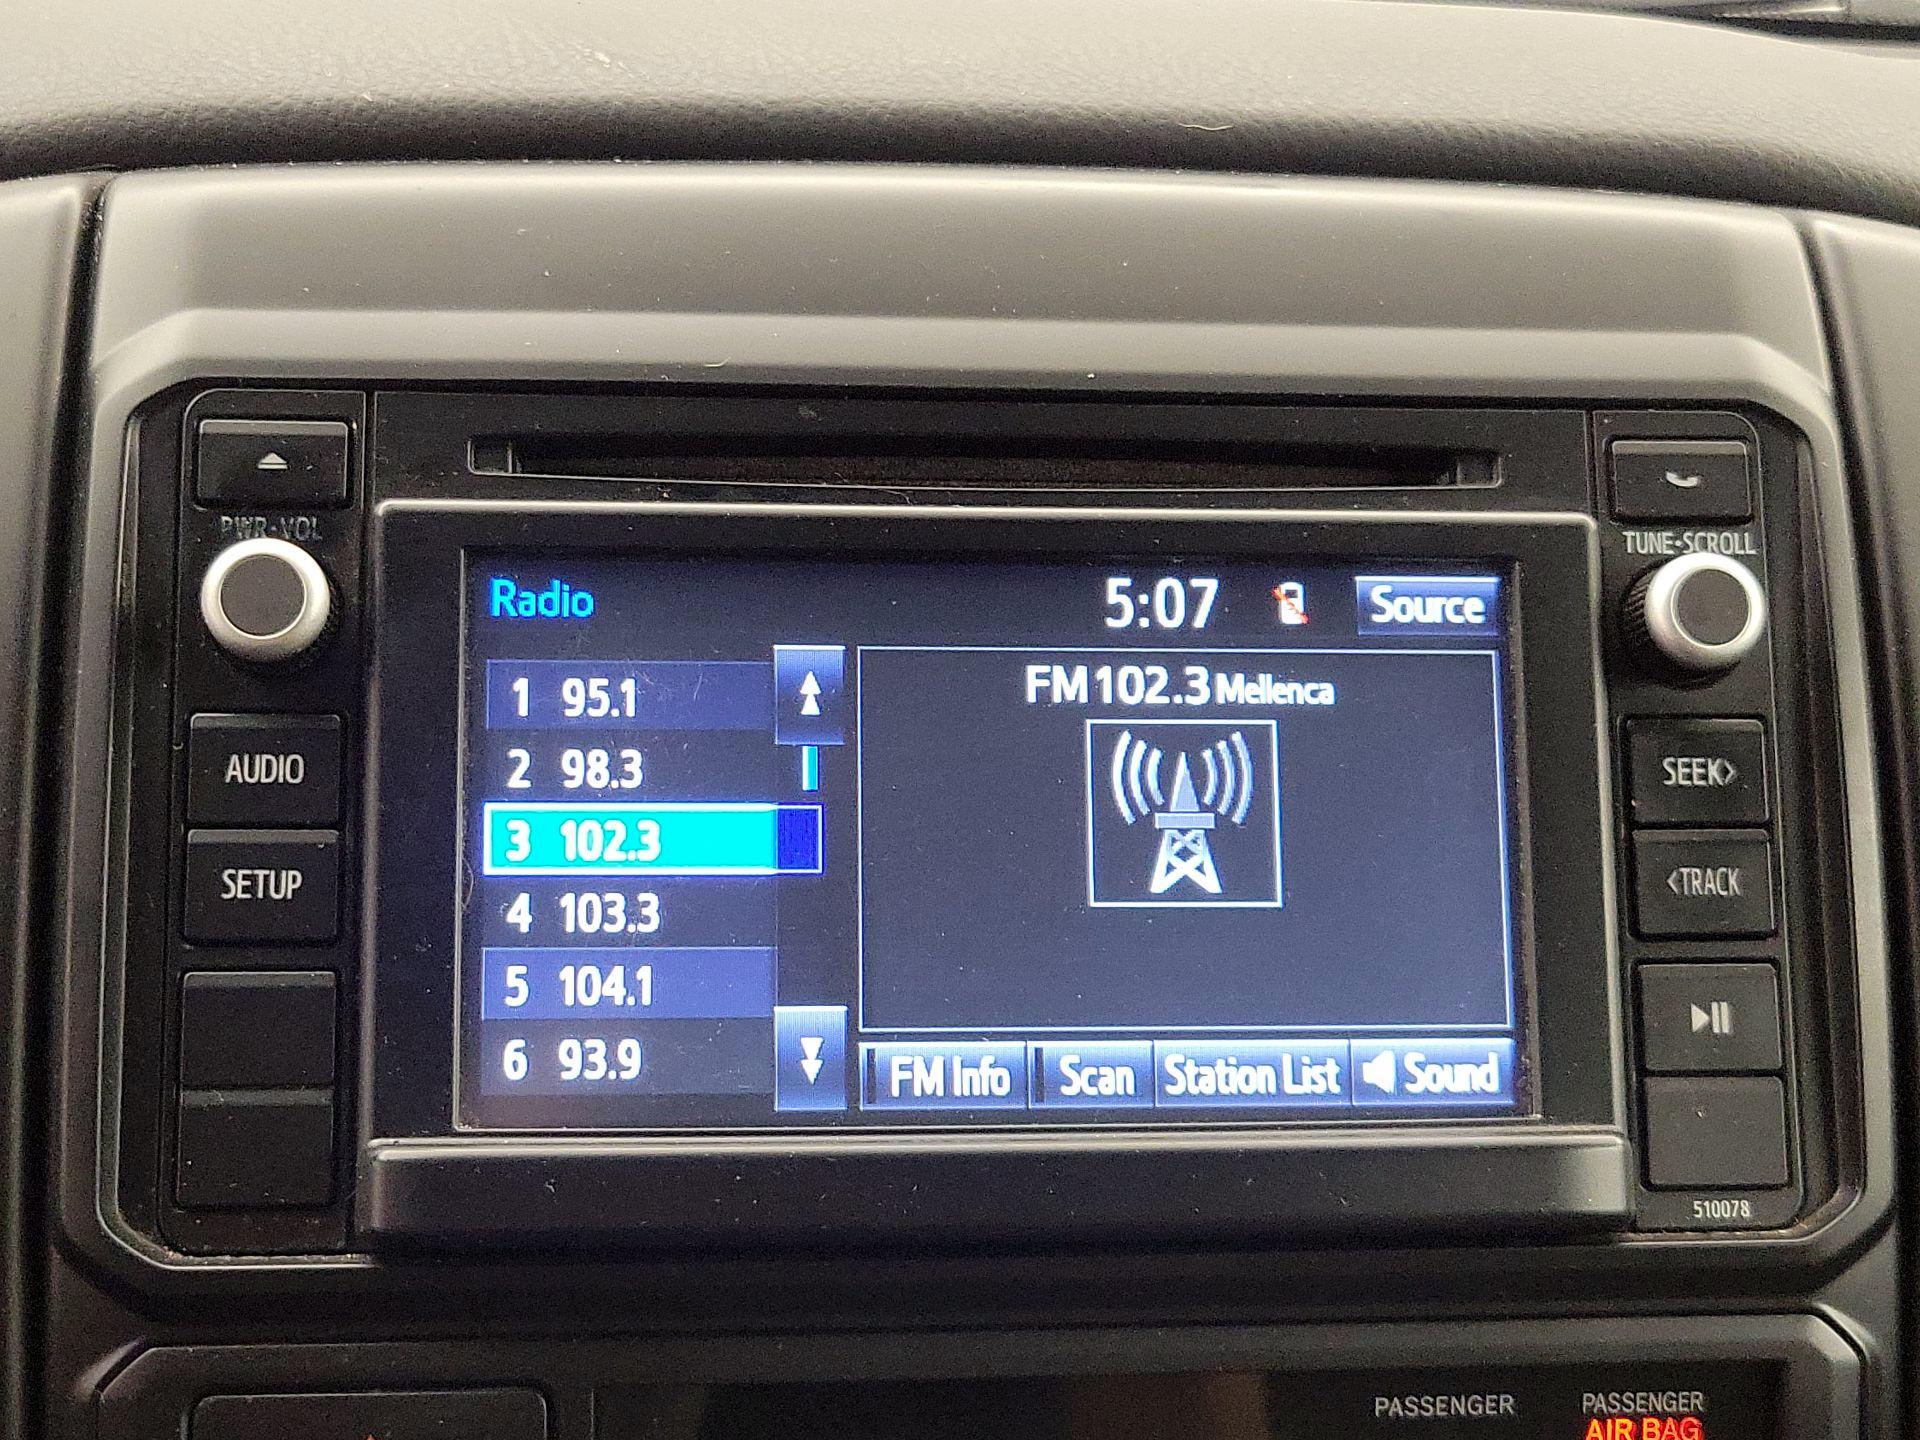 PWR·VOL
TUNE·SCROLL
Radio
5:07
Source
1 95.1
2 98.3
3 102.3
4 103.3
5 104.1
6 93.9
FM 102.3 Mellenca
FM Info
Scan
Station List
Sound
AUDIO
SETUP
SEEK>
<TRACK
510078
PASSENGER
PASSENGER
AIR BAG